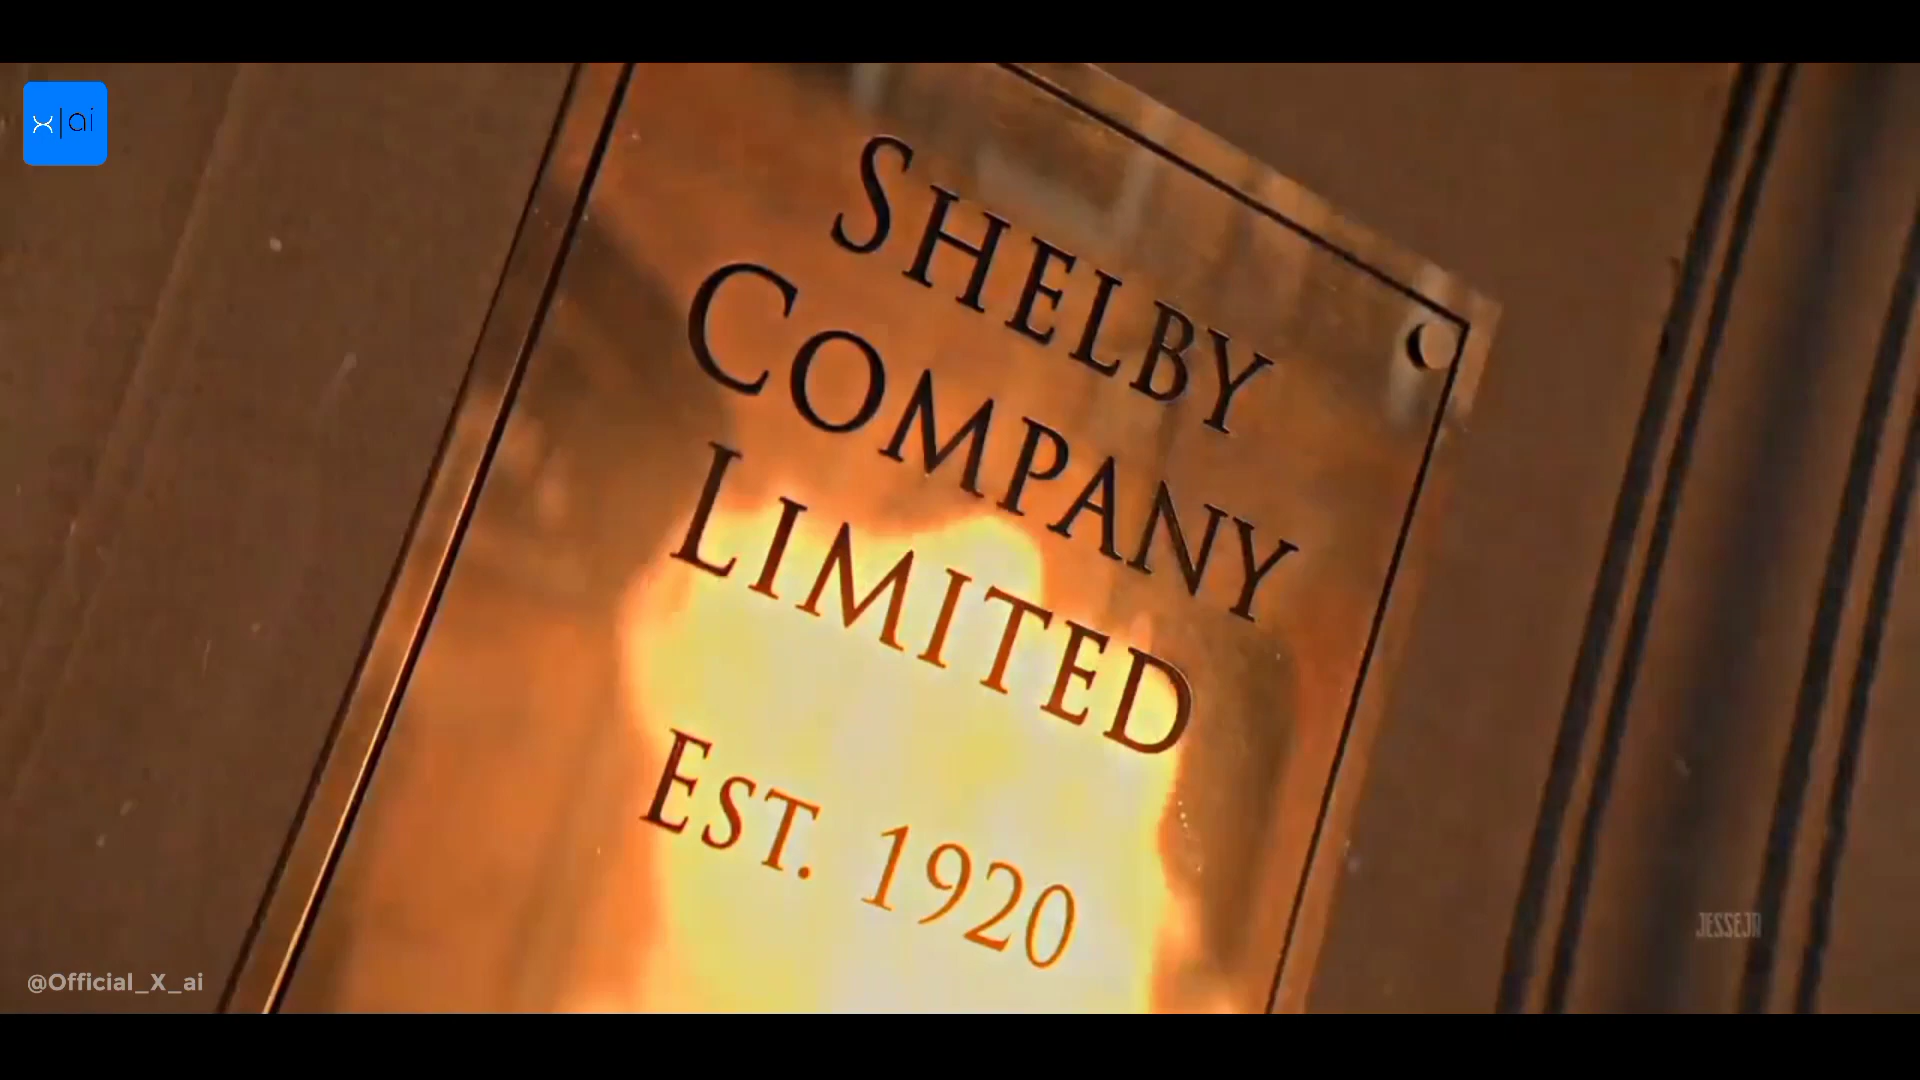 x|ai
SHELBY
COMPANY
LIMITED
EST. 1920
JESSEJR
@Official_X_ai